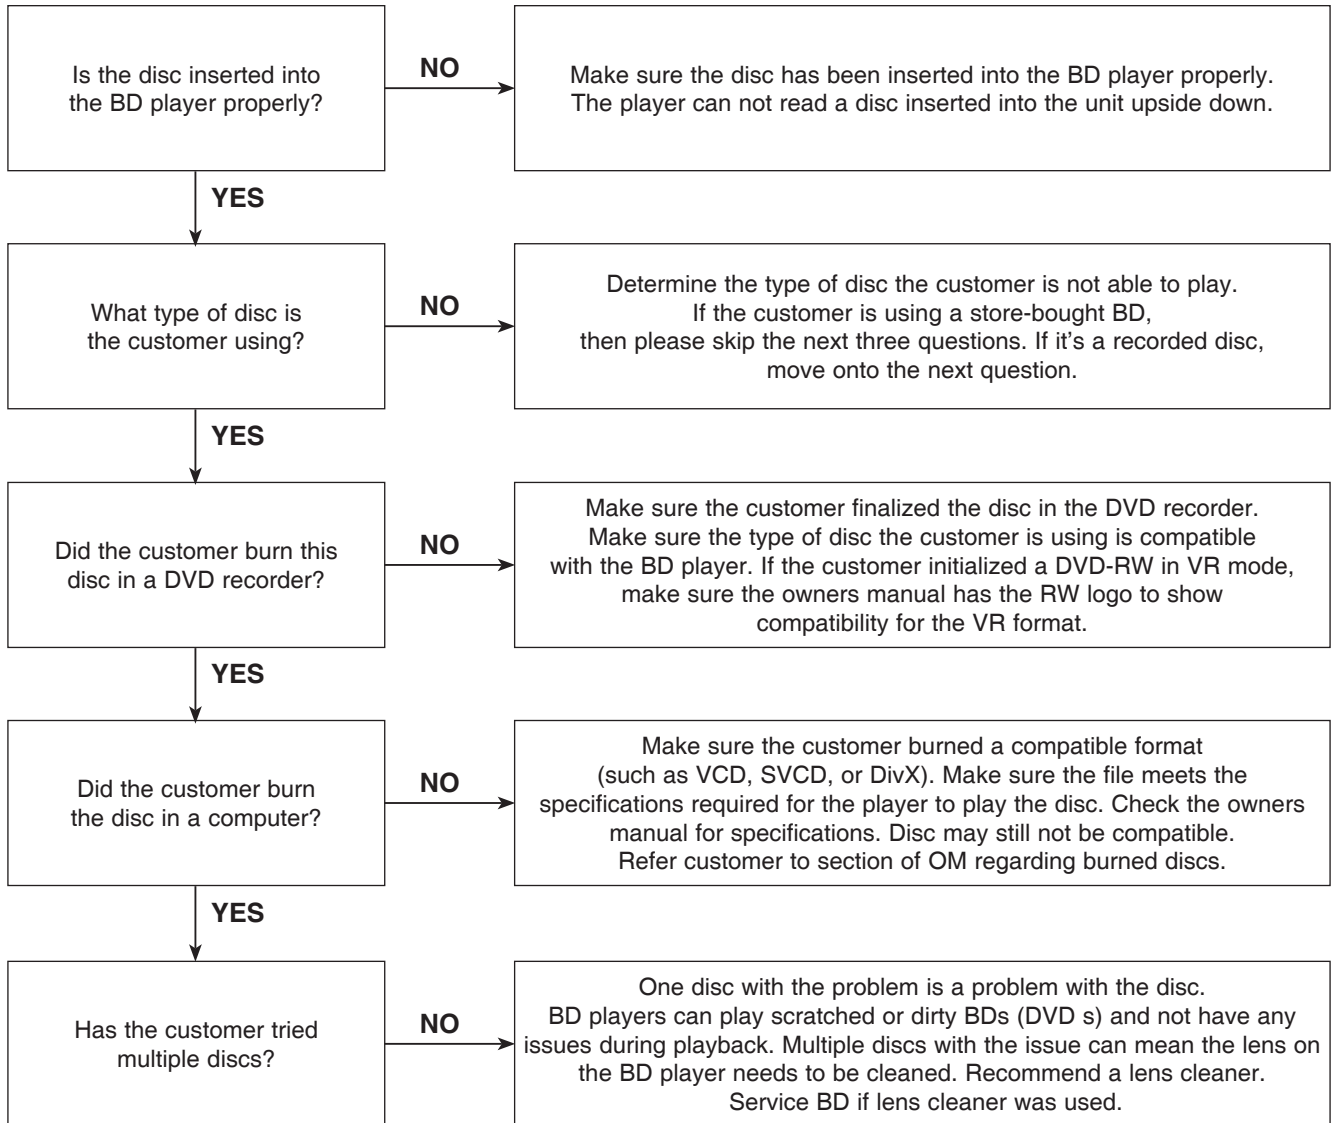 Is the disc inserted into
the BD player properly?
NO
Make sure the disc has been inserted into the BD player properly.
The player can not read a disc inserted into the unit upside down.
YES
What type of disc is
the customer using?
NO
Determine the type of disc the customer is not able to play.
If the customer is using a store-bought BD,
then please skip the next three questions. If it's a recorded disc,
move onto the next question.
YES
Did the customer burn this
disc in a DVD recorder?
NO
Make sure the customer finalized the disc in the DVD recorder.
Make sure the type of disc the customer is using is compatible
with the BD player. If the customer initialized a DVD-RW in VR mode,
make sure the owners manual has the RW logo to show
compatibility for the VR format.
YES
Did the customer burn
the disc in a computer?
NO
Make sure the customer burned a compatible format
(such as VCD, SVCD, or DivX). Make sure the file meets the
specifications required for the player to play the disc. Check the owners
manual for specifications. Disc may still not be compatible.
Refer customer to section of OM regarding burned discs.
YES
Has the customer tried
multiple discs?
NO
One disc with the problem is a problem with the disc.
BD players can play scratched or dirty BDs (DVD s) and not have any
issues during playback. Multiple discs with the issue can mean the lens on
the BD player needs to be cleaned. Recommend a lens cleaner.
Service BD if lens cleaner was used.